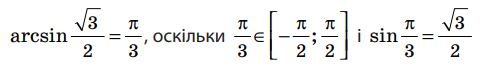 arcsin √3/2 = π/3, оскільки π/3 ∈ [−π/2; π/2] і sin π/3 = √3/2